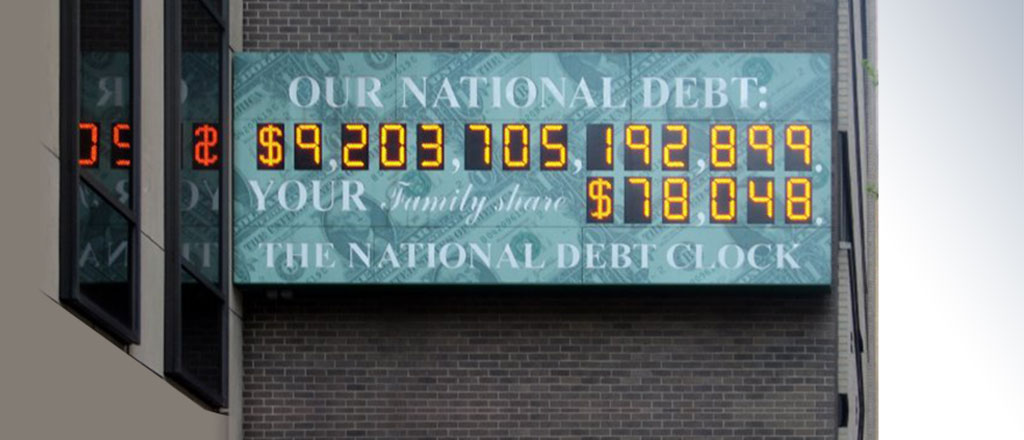 OUR NATIONAL DEBT:
$9,203,705,192,899.
YOUR Family share $78,048.
THE NATIONAL DEBT CLOCK